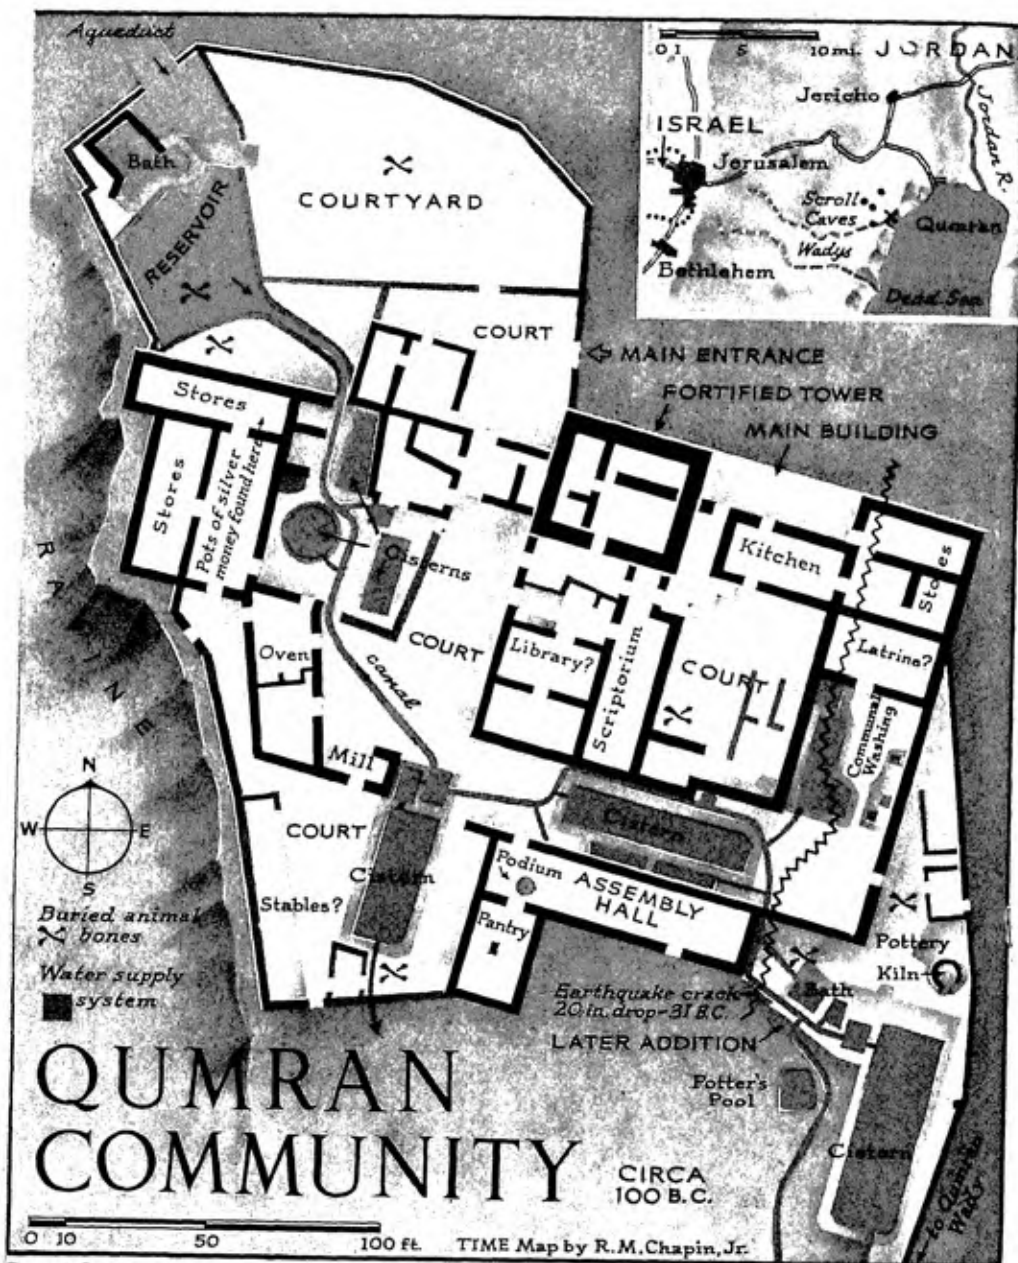 Aqueduct
Bath
RESERVOIR
COURTYARD
0 1 5 10 mi.
JORDAN
Jericho
Jordan R.
ISRAEL
Jerusalem
Scroll
Caves
Qumran
Wadys
Bethlehem
Dead Sea
COURT
MAIN ENTRANCE
FORTIFIED TOWER
MAIN BUILDING
Stores
Stores
Pots of silver
money found here
Cisterns
Kitchen
Stores
RAVINE
Oven
canal
COURT
Library?
Scriptorium
COURT
Latrine?
Communal
Washing
Mill
N
W E
S
COURT
Cistern
Cistern
Podium
ASSEMBLY
HALL
Stables?
Pantry
Buried animal
bones
Water supply
system
Pottery
Kiln
Bath
Earthquake crack
20 in. drop-31 B.C.
LATER ADDITION
Potter's
Pool
Cistern
to Qumran
Wady
QUMRAN
COMMUNITY
CIRCA
100 B.C.
0 10 50 100 ft.
TIME Map by R.M. Chapin, Jr.